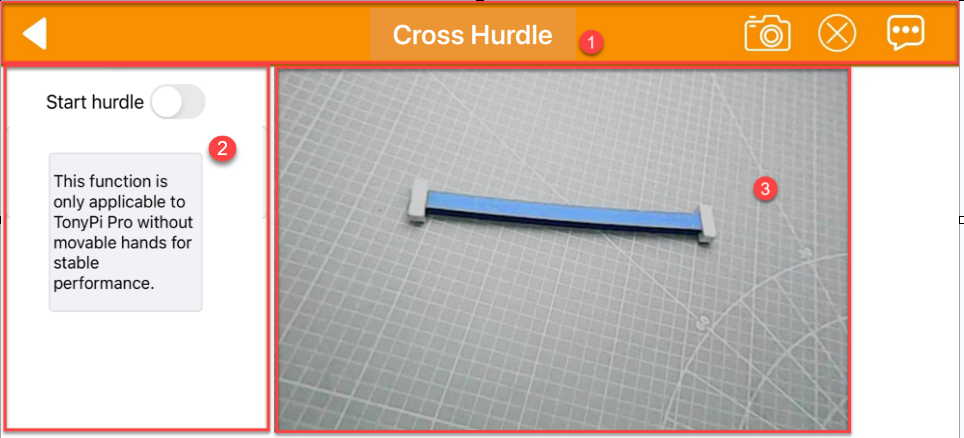 Cross Hurdle
1
Start hurdle
2
This function is
only applicable to
TonyPi Pro without
movable hands for
stable
performance.
3
60